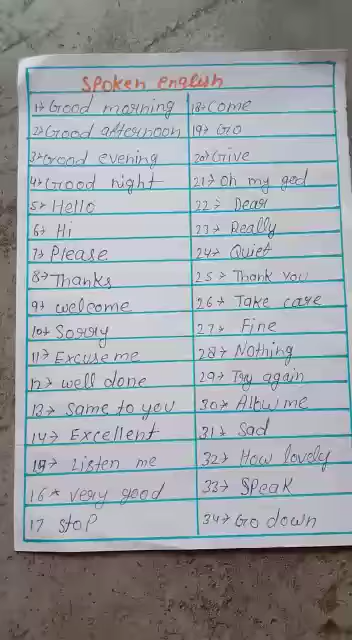 Spoken English
1→ Good morning
2→ Good afternoon
3→ Good evening
4→ Good night
5→ Hello
6→ Hi
7→ Please
8→ Thanks
9→ welcome
10→ Sorry
11→ Excuse me
12→ well done
13→ Same to you
14→ Excellent
15→ Listen me
16→ very good
17 Stop
18→ come
19→ Go
20→ Give
21→ Oh my god
22→ Dear
23→ Really
24→ Quiet
25→ Thank you
26→ Take care
27→ Fine
28→ Nothing
29→ Try again
30→ Allow me
31→ Sad
32→ How lovely
33→ Speak
34→ Go down